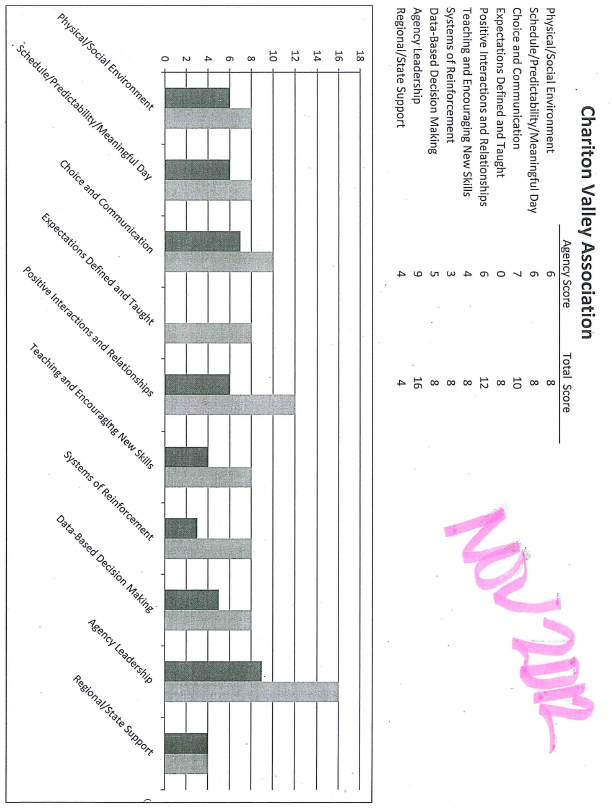 Chariton Valley Association
Agency Score Total Score
Physical/Social Environment 6 8
Schedule/Predictability/Meaningful Day 6 8
Choice and Communication 7 10
Expectations Defined and Taught 0 8
Positive Interactions and Relationships 6 12
Teaching and Encouraging New Skills 4 8
Systems of Reinforcement 3 8
Data-Based Decision Making 5 8
Agency Leadership 9 16
Regional/State Support 4 4
NOV 2012
18
16
14
12
10
8
6
4
2
0
Physical/Social Environment
Schedule/Predictability/Meaningful Day
Choice and Communication
Expectations Defined and Taught
Positive Interactions and Relationships
Teaching and Encouraging New Skills
Systems of Reinforcement
Data-Based Decision Making
Agency Leadership
Regional/State Support